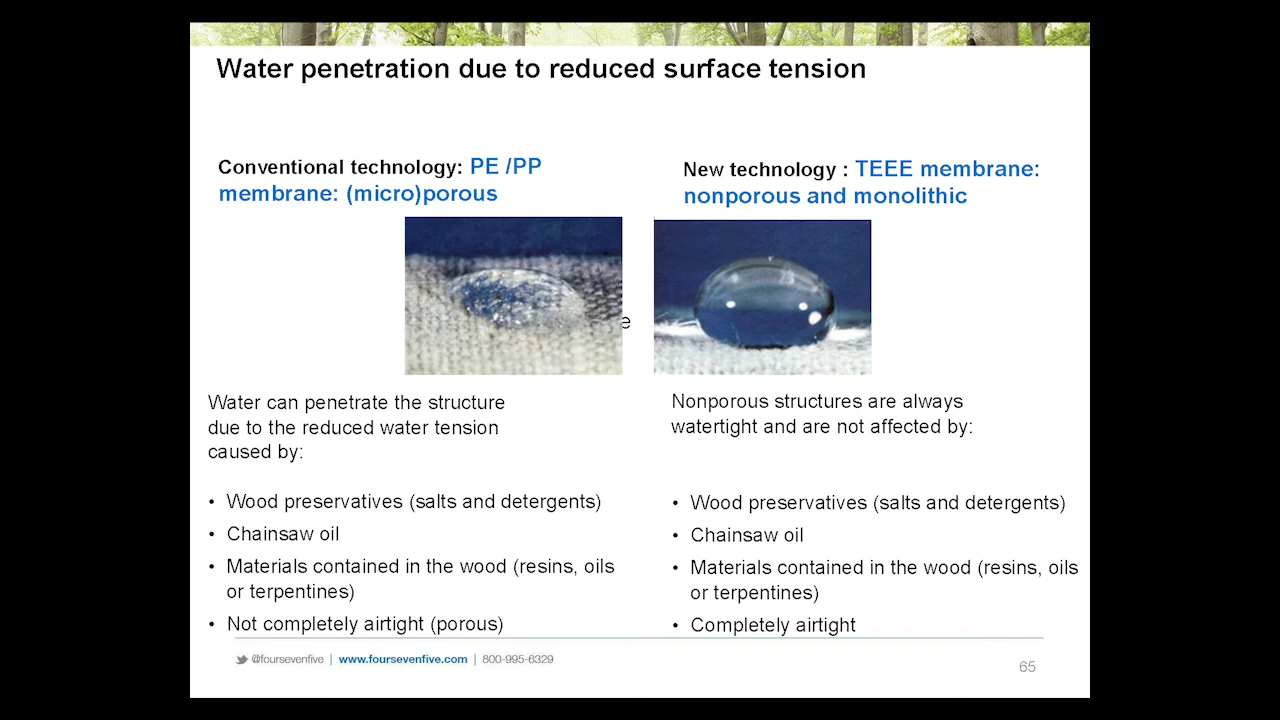 Water penetration due to reduced surface tension
Conventional technology: PE /PP
membrane: (micro)porous
e
Water can penetrate the structure
due to the reduced water tension
caused by:
• Wood preservatives (salts and detergents)
• Chainsaw oil
• Materials contained in the wood (resins, oils
or terpentines)
• Not completely airtight (porous)
New technology : TEEE membrane:
nonporous and monolithic
Nonporous structures are always
watertight and are not affected by:
• Wood preservatives (salts and detergents)
• Chainsaw oil
• Materials contained in the wood (resins, oils
or terpentines)
• Completely airtight
@foursevenfive | www.foursevenfive.com | 800-995-6329
65